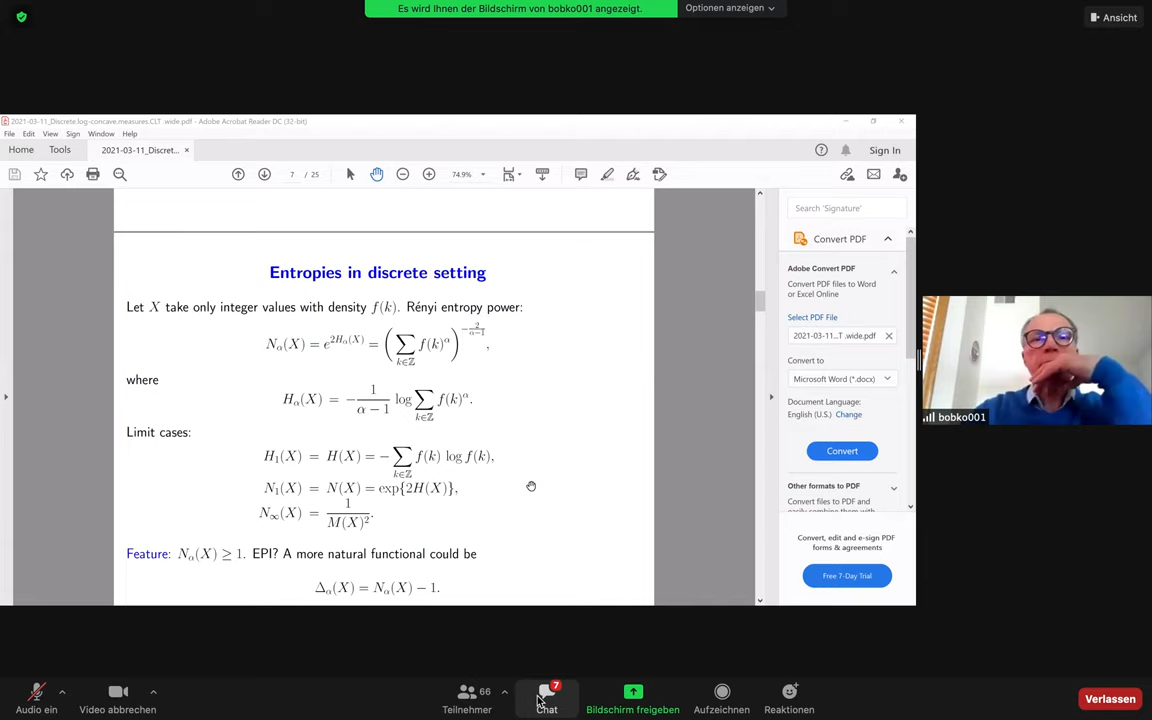 Es wird Ihnen der Bildschirm von bobko001 angezeigt.
Optionen anzeigen
Ansicht
2021-03-11_Discrete.log-concave.measures.CLT .wide.pdf - Adobe Acrobat Reader DC (32-bit)
File Edit View Sign Window Help
Home Tools 2021-03-11_Discret... × Sign In
7 / 25 74.9%
Search 'Signature'
Convert PDF
Adobe Convert PDF
Convert PDF files to Word
or Excel Online
Select PDF File
2021-03-11...T .wide.pdf
Convert to
Microsoft Word (*.docx)
Document Language:
English (U.S.) Change
Convert
Other formats to PDF
Convert files to PDF and
easily combine them with
Convert, edit and e-sign PDF
forms & agreements
Free 7-Day Trial
Entropies in discrete setting
Let X take only integer values with density f(k). Rényi entropy power:
N_α(X) = e^{2H_α(X)} = (∑_{k∈ℤ} f(k)^α)^{-2/(α−1)},
where
H_α(X) = −1/(α−1) log ∑_{k∈ℤ} f(k)^α.
Limit cases:
H_1(X) = H(X) = −∑_{k∈ℤ} f(k) log f(k),
N_1(X) = N(X) = exp{2H(X)},
N_∞(X) = 1/M(X)^2.
Feature: N_α(X) ≥ 1. EPI? A more natural functional could be
Δ_α(X) = N_α(X) − 1.
bobko001
Audio ein
Video abbrechen
66
Teilnehmer
7
Chat
Bildschirm freigeben
Aufzeichnen
Reaktionen
Verlassen